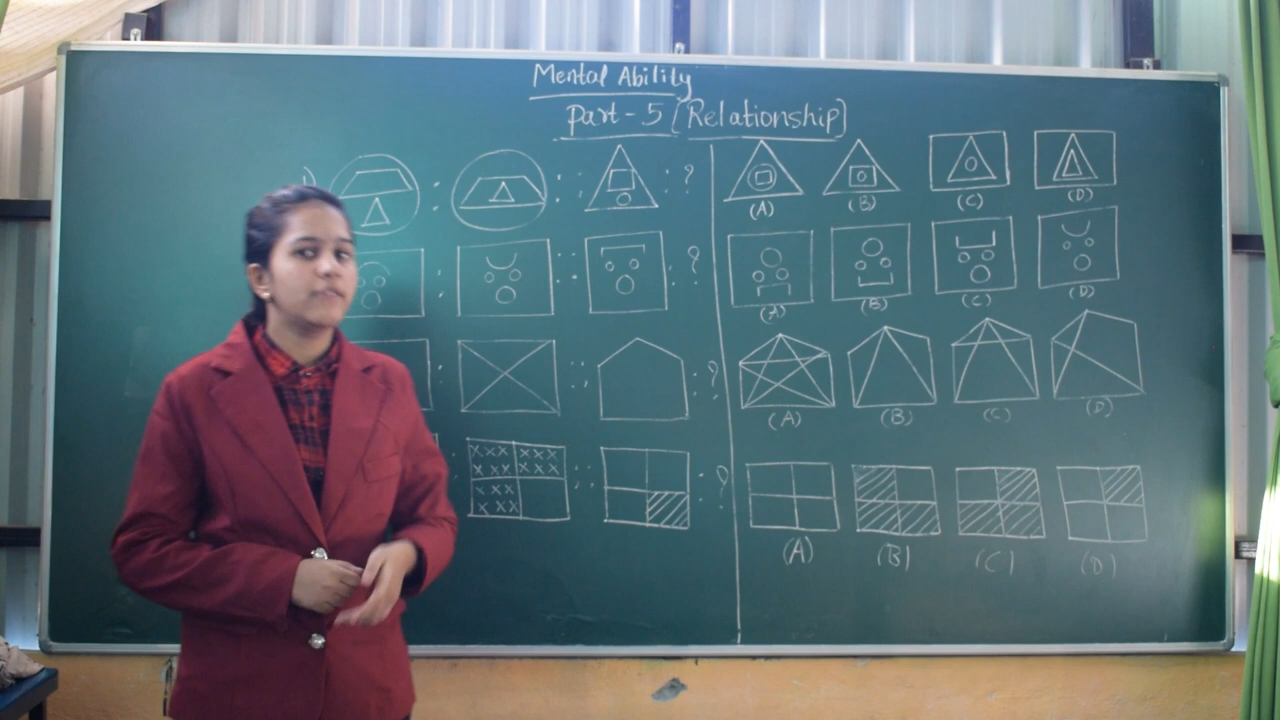 Mental Ability
Part - 5 [Relationship]
) : :: : ? (A) (B) (C) (D)
: :: : ? (A) (B) (C) (D)
: :: : ? (A) (B) (C) (D)
:: : ? (A) (B) (C) (D)